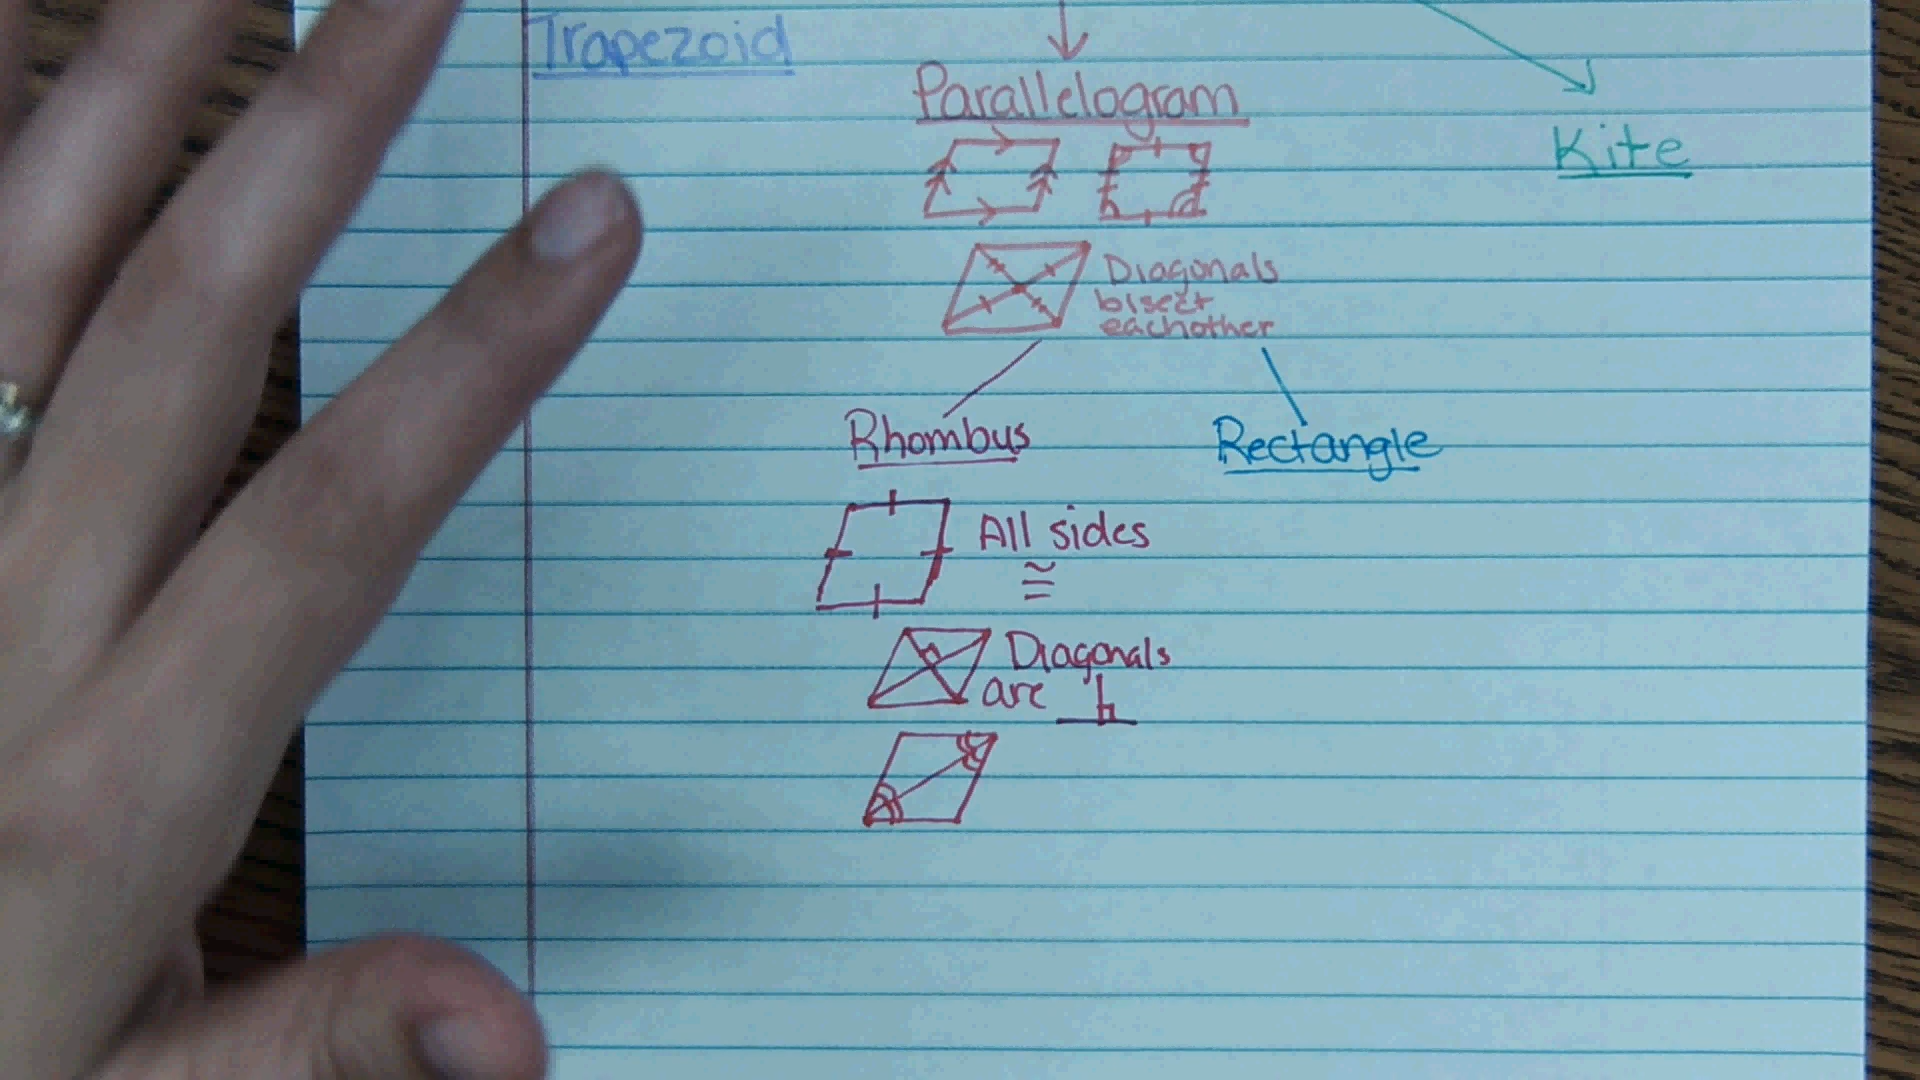 Trapezoid
Parallelogram
Kite
Diagonals
bisect
eachother
Rhombus
Rectangle
All sides
≅
Diagonals
are ⊥